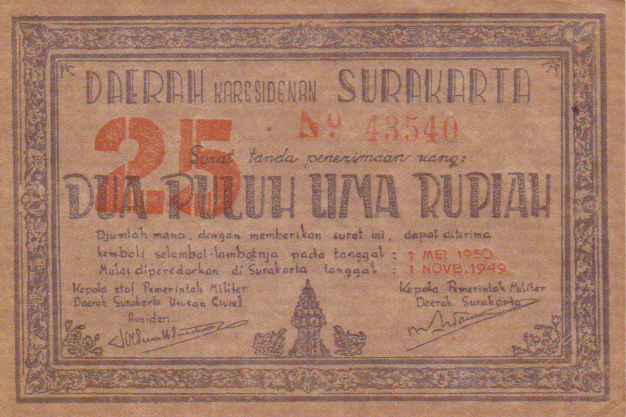 DAERAH KARESIDENAN SURAKARTA
25
Nº 43540
Surat tanda penerimaan uang:
DUA PULUH LIMA RUPIAH
Djumlah mana, dengan memberikan surat ini, dapat diterima
kembali selambat-lambatnja pada tanggal : 1 MEI 1950
Mulai diperedarkan di Surakarta tanggal : 1 NOVB. 1949
Kepala staf Pemerintah Militer
Daerah Surakarta Urusan Civiel.
Residen.
Kepala Pemerintah Militer
Daerah Surakarta